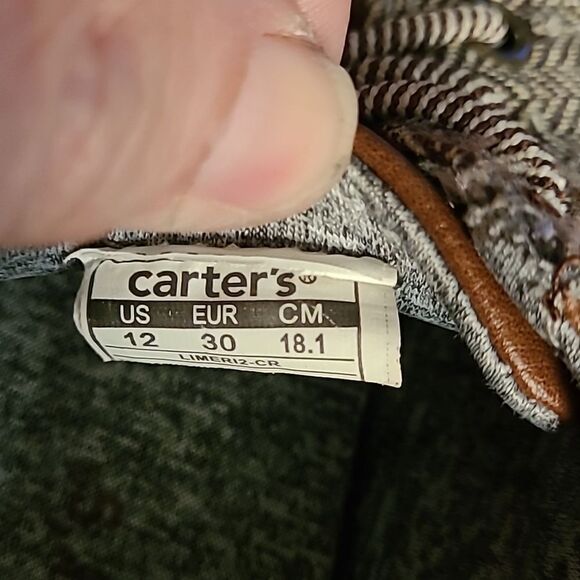 carter's®
US EUR CM
12 30 18.1
LIMERI2-CR